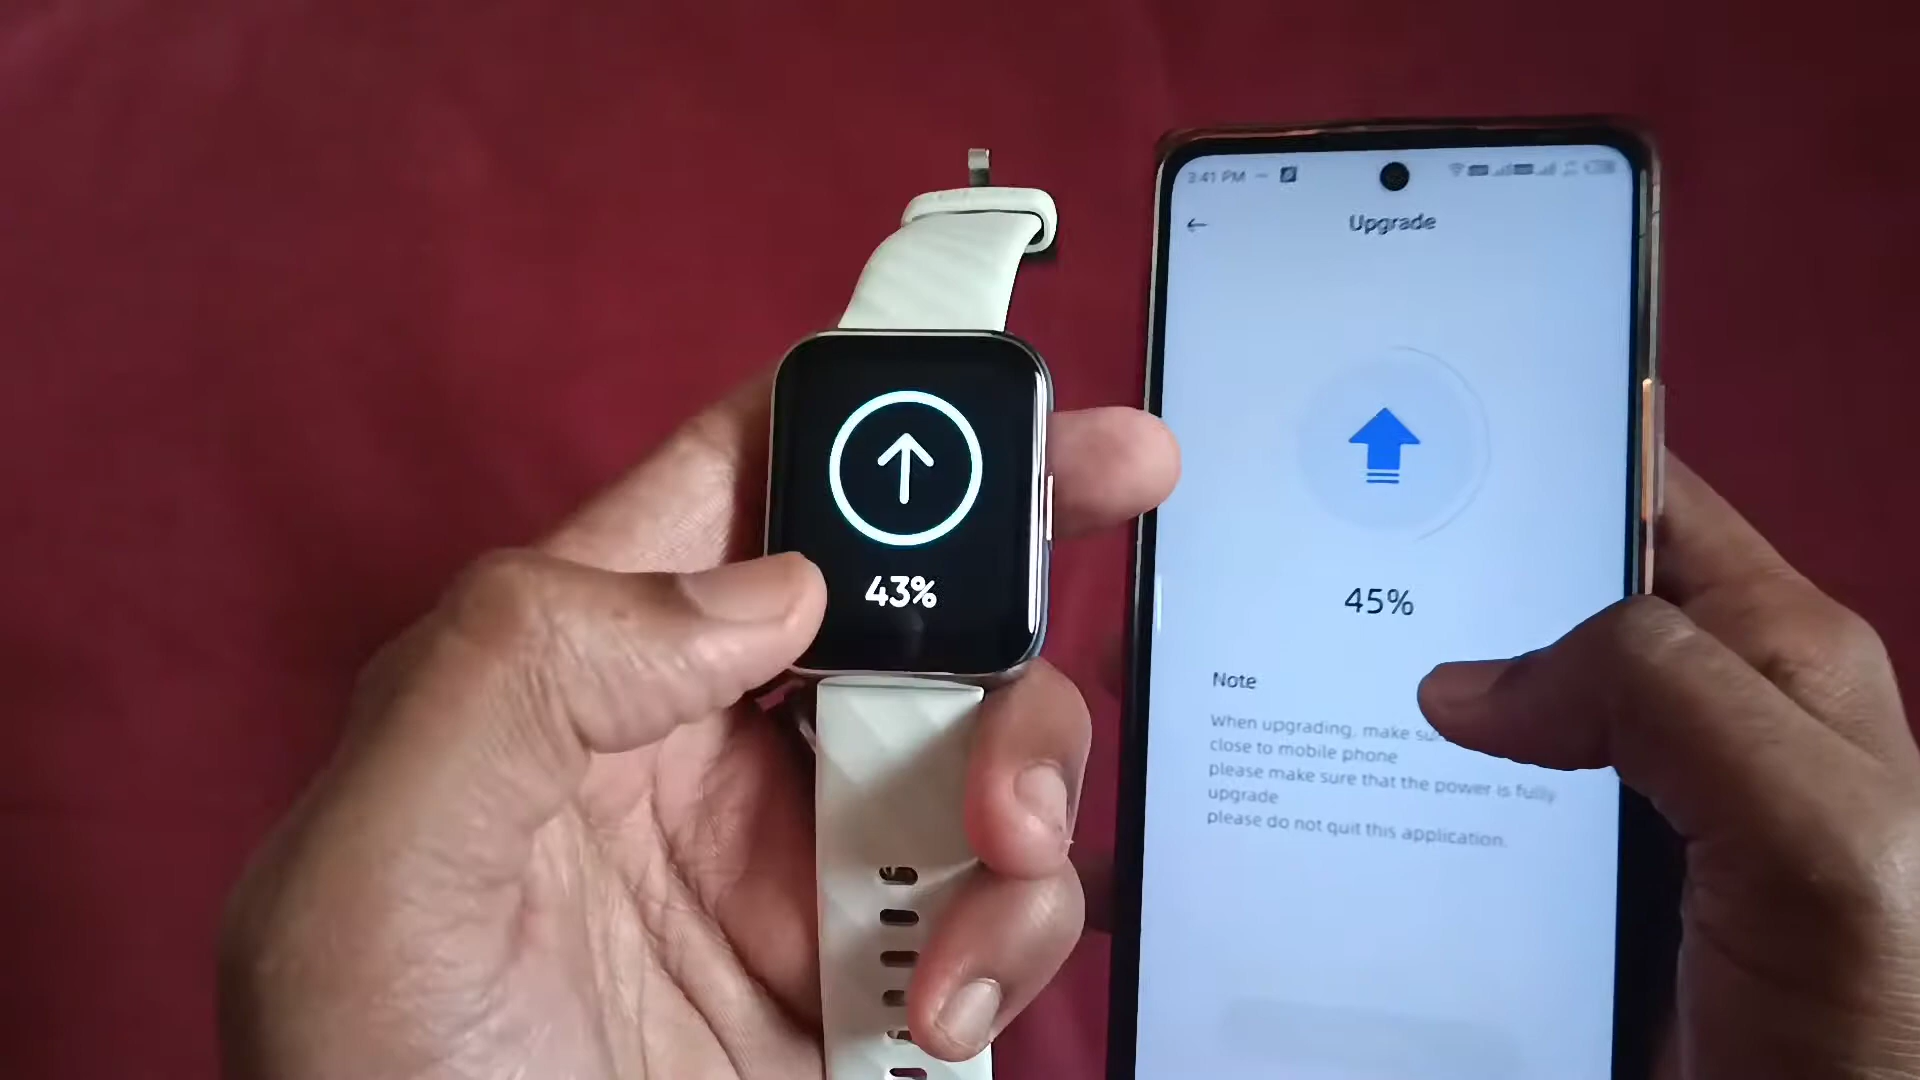 43%
3:41 PM
Upgrade
45%
Note
When upgrading, make
close to mobile phone
please make sure that the power is fully
upgrade
please do not quit this application.